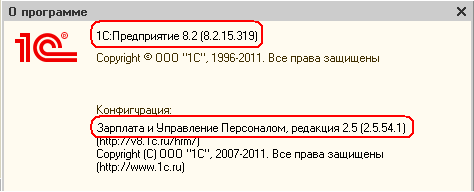 О программе
1С:Предприятие 8.2 (8.2.15.319)
1С®
Copyright © ООО "1С", 1996-2011. Все права защищены
Конфигурация:
Зарплата и Управление Персоналом, редакция 2.5 (2.5.54.1)
(http://v8.1c.ru/hrm/)
Copyright (С) ООО "1С", 2007-2011. Все права защищены
(http://www.1c.ru)